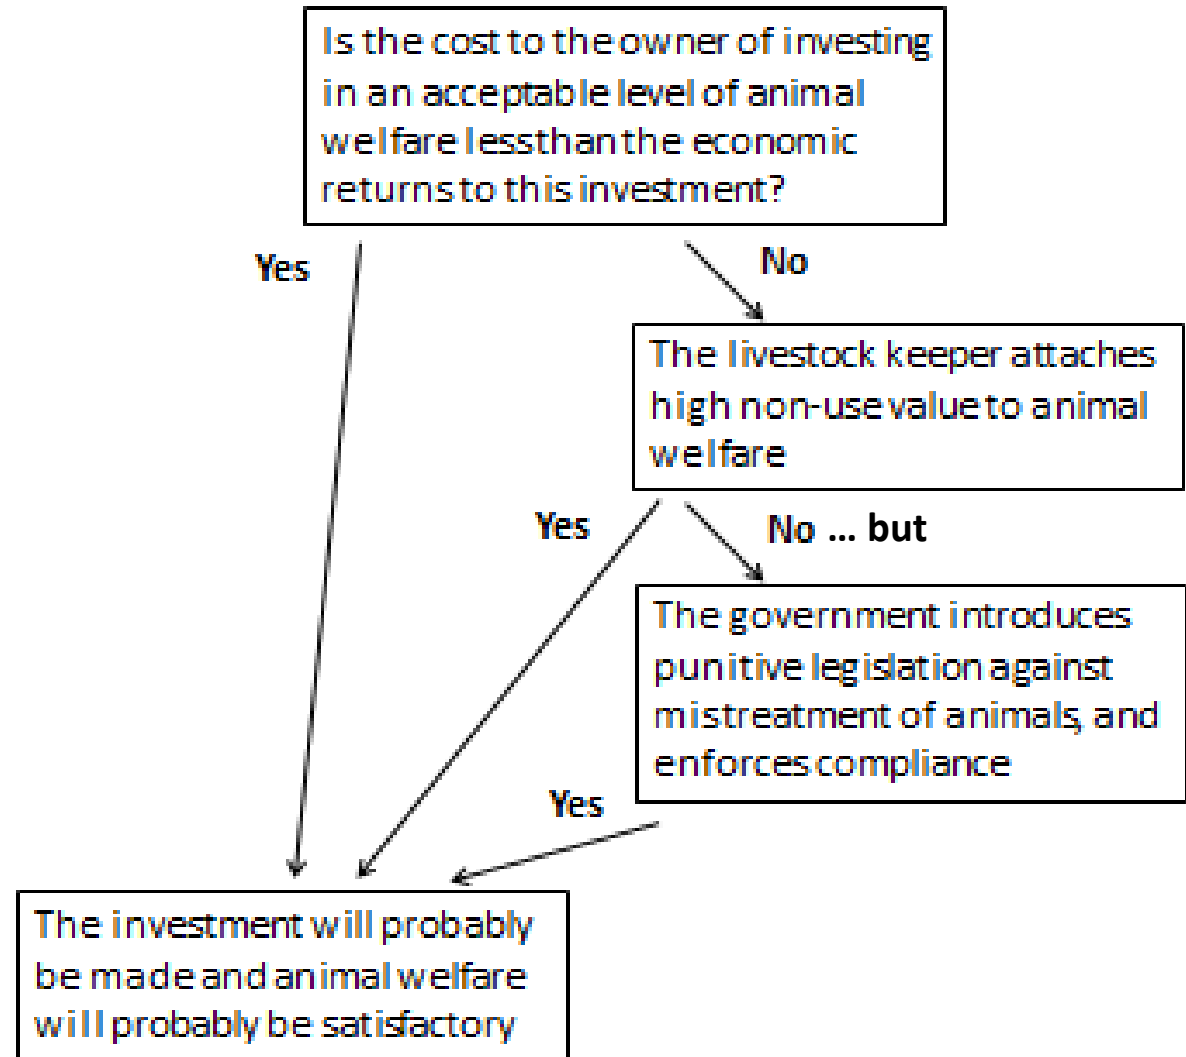 Is the cost to the owner of investing
in an acceptable level of animal
welfare less than the economic
returns to this investment?
Yes
No
The livestock keeper attaches
high non-use value to animal
welfare
Yes
No ... but
The government introduces
punitive legislation against
mistreatment of animals, and
enforces compliance
Yes
The investment will probably
be made and animal welfare
will probably be satisfactory